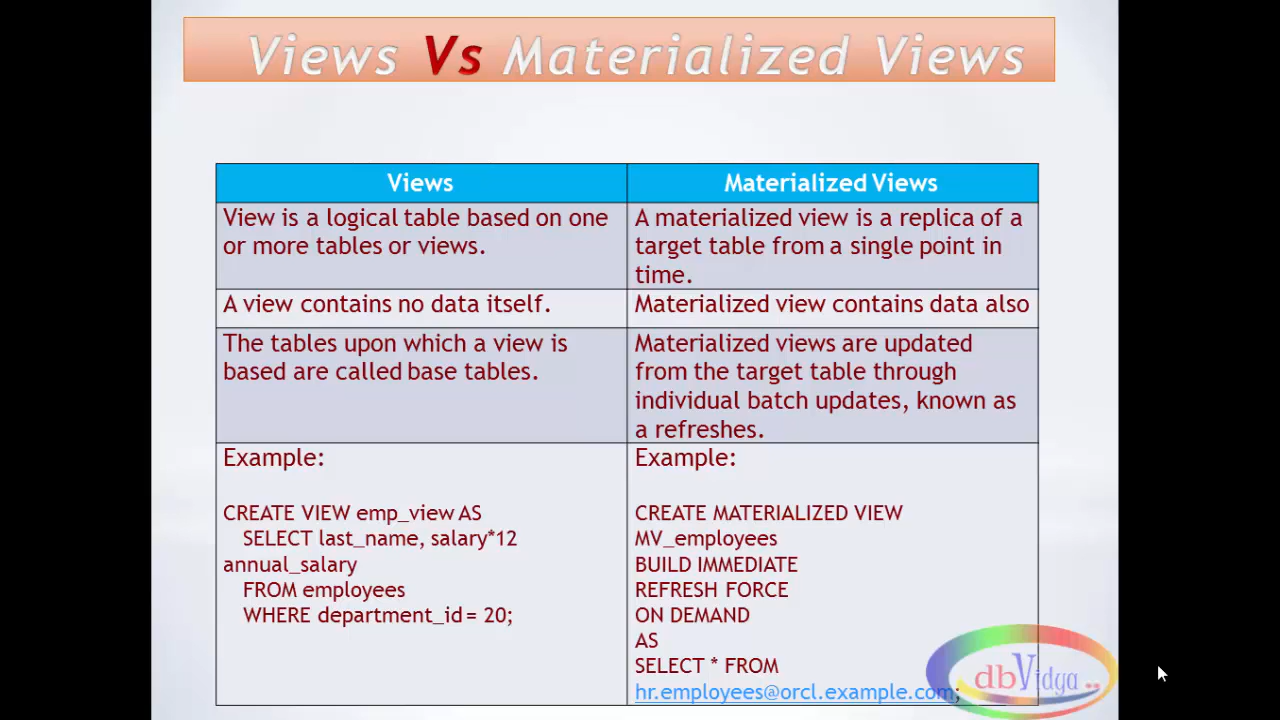 Views Vs Materialized Views
Views
Materialized Views
View is a logical table based on one
or more tables or views.
A materialized view is a replica of a
target table from a single point in
time.
A view contains no data itself.
Materialized view contains data also
The tables upon which a view is
based are called base tables.
Materialized views are updated
from the target table through
individual batch updates, known as
a refreshes.
Example:
CREATE VIEW emp_view AS
SELECT last_name, salary*12
annual_salary
FROM employees
WHERE department_id = 20;
Example:
CREATE MATERIALIZED VIEW
MV_employees
BUILD IMMEDIATE
REFRESH FORCE
ON DEMAND
AS
SELECT * FROM
hr.employees@orcl.example.com;
dbVidya ..